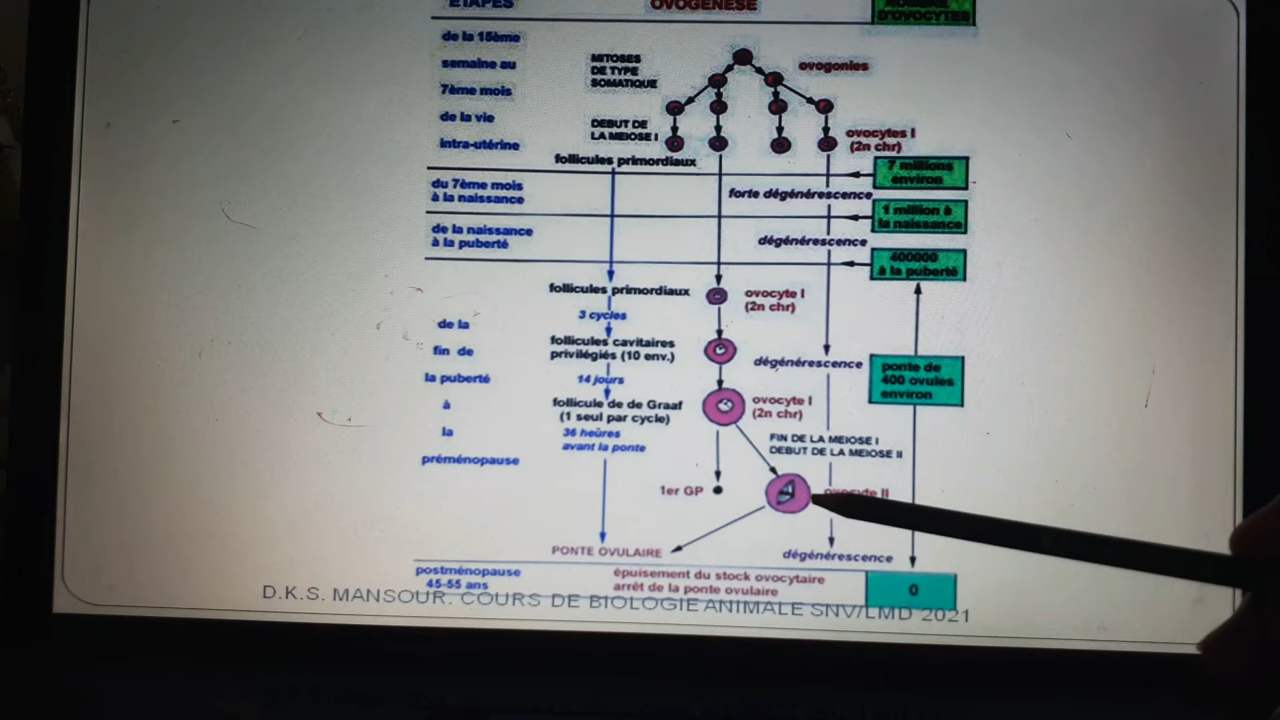 ETAPES
OVOGENESE
D'OVOCYTES
de la 15ème
semaine au
7ème mois
de la vie
intra-utérine
MITOSES
DE TYPE
SOMATIQUE
ovogonies
DEBUT DE
LA MEIOSE I
ovocytes I
(2n chr)
follicules primordiaux
7 millions
environ
du 7ème mois
à la naissance
forte dégénérescence
1 million à
la naissance
de la naissance
à la puberté
dégénérescence
400000
à la puberté
de la
fin de
la puberté
à
la
préménopause
follicules primordiaux
3 cycles
follicules cavitaires
privilégiés (10 env.)
14 jours
follicule de de Graaf
(1 seul par cycle)
36 heures
avant la ponte
ovocyte I
(2n chr)
dégénérescence
ponte de
400 ovules
environ
ovocyte I
(2n chr)
FIN DE LA MEIOSE I
DEBUT DE LA MEIOSE II
1er GP
ovocyte II
PONTE OVULAIRE
dégénérescence
postménopause
45-55 ans
épuisement du stock ovocytaire
arrêt de la ponte ovulaire
0
D.K.S. MANSOUR. COURS DE BIOLOGIE ANIMALE SNV/LMD 2021